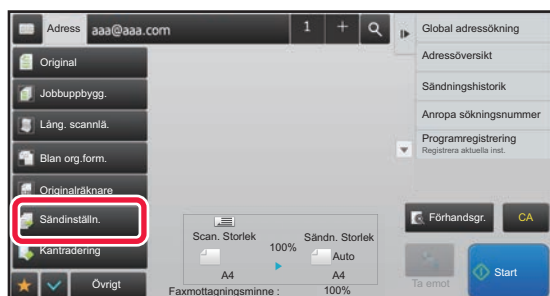 Adress aaa@aaa.com 1 +
Original
Jobbuppbygg.
Lång. scannlä.
Blan org.form.
Originalräknare
Sändinställn.
Kantradering
Övrigt
Scan. Storlek
100%
Sändn. Storlek
Auto
A4
A4
Faxmottagningsminne : 100%
Global adressökning
Adressöversikt
Sändningshistorik
Anropa sökningsnummer
Programregistrering
Registrera aktuella inst.
Förhandsgr.
CA
Ta emot
Start